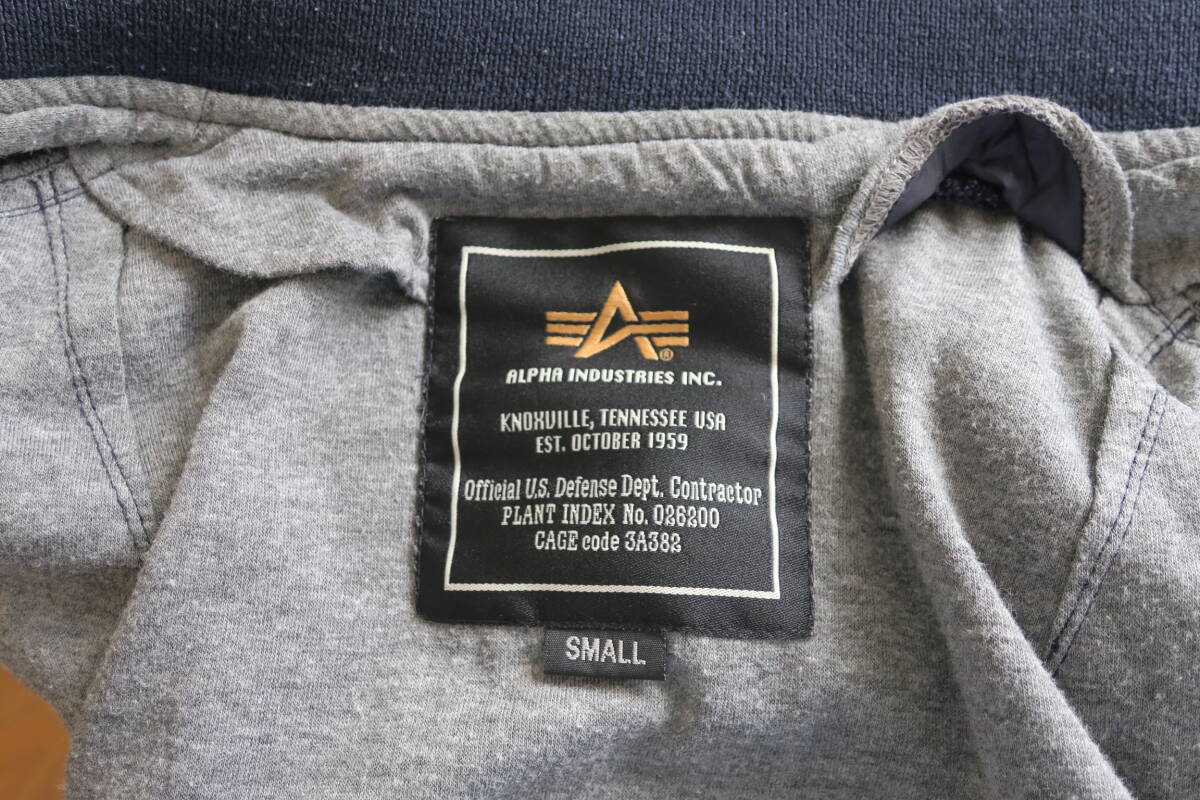 ®
ALPHA INDUSTRIES INC.
KNOXVILLE, TENNESSEE USA
EST. OCTOBER 1959
Official U.S. Defense Dept. Contractor
PLANT INDEX No. 026200
CAGE code 3A382
SMALL